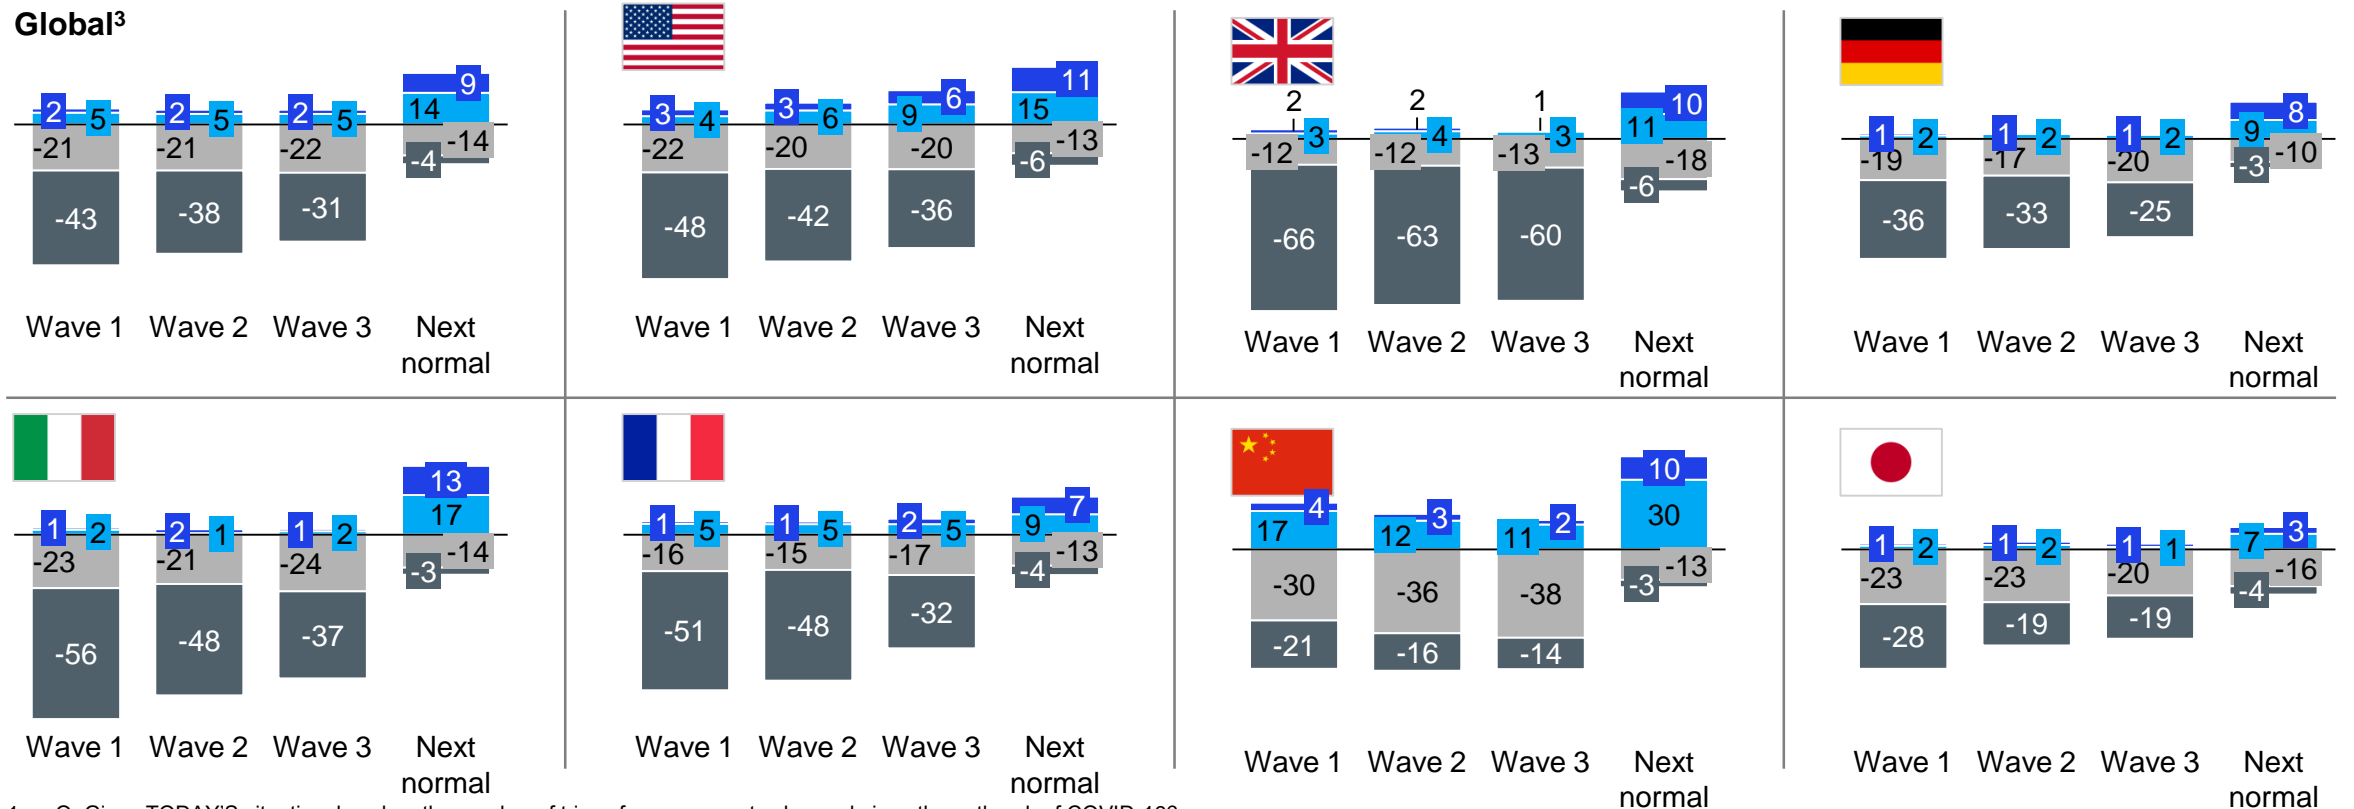 Global³
2 5 2 5 2 5 14 9
-21 -21 -22 -4 -14
-43 -38 -31
Wave 1 Wave 2 Wave 3 Next normal
3 4 3 6 9 6 15 11
-22 -20 -20 -6 -13
-48 -42 -36
Wave 1 Wave 2 Wave 3 Next normal
2 2 1
3 4 3 11 10
-12 -12 -13 -6 -18
-66 -63 -60
Wave 1 Wave 2 Wave 3 Next normal
1 2 1 2 1 2 9 8
-19 -17 -20 -3 -10
-36 -33 -25
Wave 1 Wave 2 Wave 3 Next normal
1 2 2 1 1 2 17 13
-23 -21 -24 -3 -14
-56 -48 -37
Wave 1 Wave 2 Wave 3 Next normal
1 5 1 5 2 5 9 7
-16 -15 -17 -4 -13
-51 -48 -32
Wave 1 Wave 2 Wave 3 Next normal
17 4 12 3 11 2 30 10
-30 -36 -38 -3 -13
-21 -16 -14
Wave 1 Wave 2 Wave 3 Next normal
1 2 1 2 1 1 7 3
-23 -23 -20 -4 -16
-28 -19 -19
Wave 1 Wave 2 Wave 3 Next normal